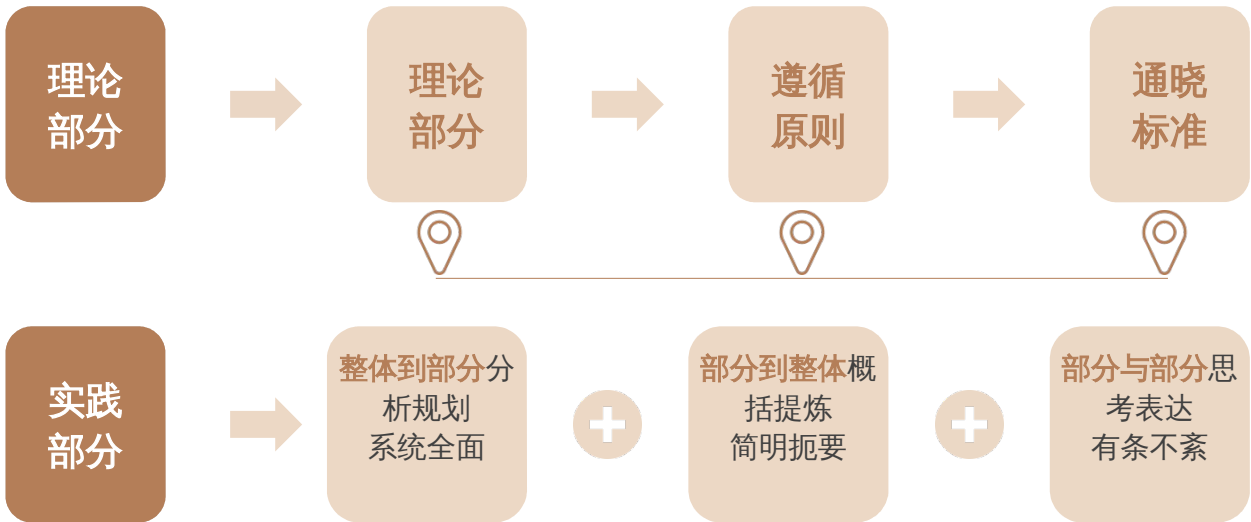 理论
部分
理论
部分
遵循
原则
通晓
标准
实践
部分
整体到部分分
析规划
系统全面
部分到整体概
括提炼
简明扼要
部分与部分思
考表达
有条不紊